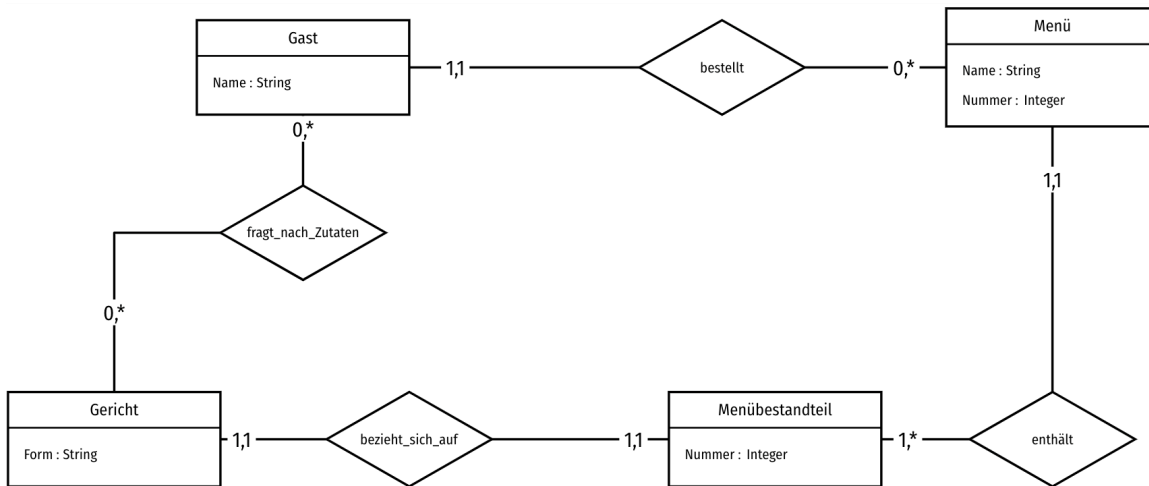 Gast
Name : String
1,1
bestellt
0,*
Menü
Name : String
Nummer : Integer
0,*
1,1
fragt_nach_Zutaten
0,*
Gericht
Form : String
1,1
bezieht_sich_auf
1,1
Menübestandteil
Nummer : Integer
1,*
enthält